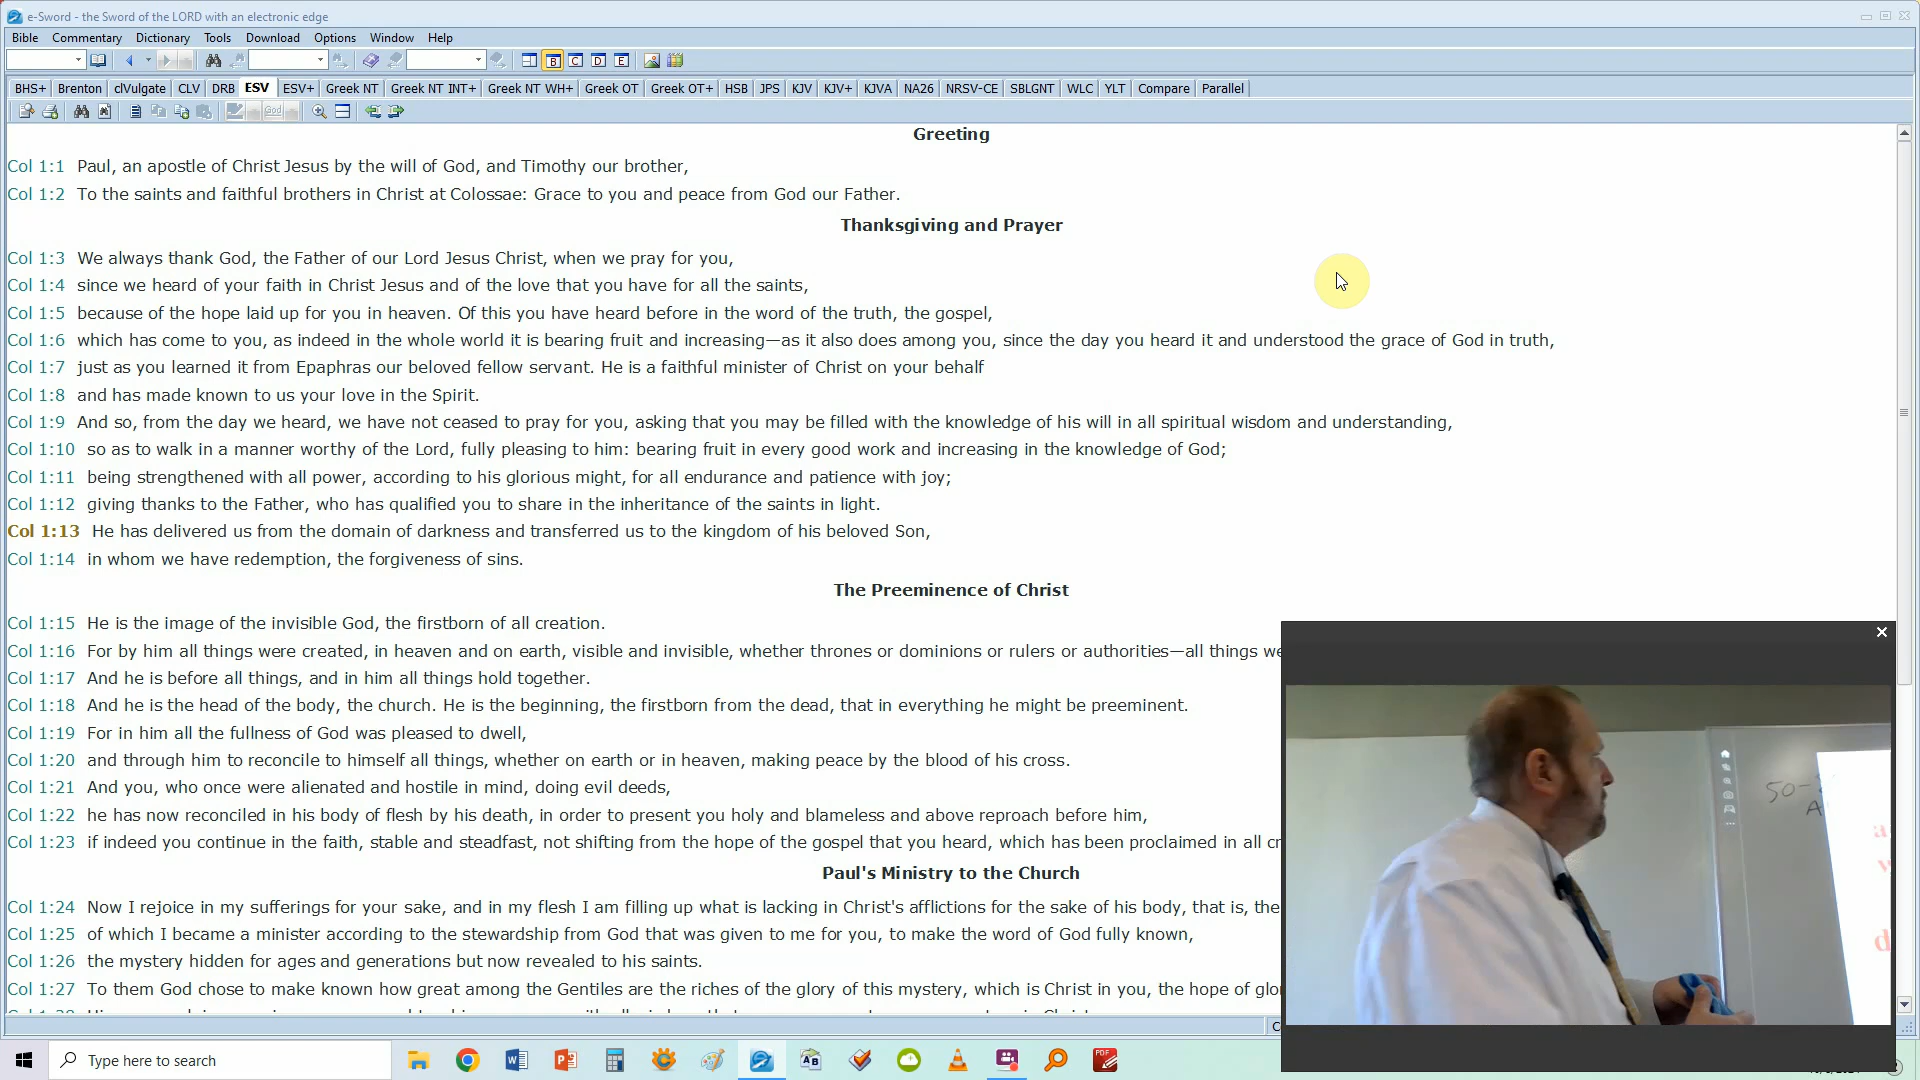 e-Sword - the Sword of the LORD with an electronic edge
Bible Commentary Dictionary Tools Download Options Window Help
B C D E
BHS+ Brenton clVulgate CLV DRB ESV ESV+ Greek NT Greek NT INT+ Greek NT WH+ Greek OT Greek OT+ HSB JPS KJV KJV+ KJVA NA26 NRSV-CE SBLGNT WLC YLT Compare Parallel
God
Greeting
Col 1:1 Paul, an apostle of Christ Jesus by the will of God, and Timothy our brother,
Col 1:2 To the saints and faithful brothers in Christ at Colossae: Grace to you and peace from God our Father.
Thanksgiving and Prayer
Col 1:3 We always thank God, the Father of our Lord Jesus Christ, when we pray for you,
Col 1:4 since we heard of your faith in Christ Jesus and of the love that you have for all the saints,
Col 1:5 because of the hope laid up for you in heaven. Of this you have heard before in the word of the truth, the gospel,
Col 1:6 which has come to you, as indeed in the whole world it is bearing fruit and increasing—as it also does among you, since the day you heard it and understood the grace of God in truth,
Col 1:7 just as you learned it from Epaphras our beloved fellow servant. He is a faithful minister of Christ on your behalf
Col 1:8 and has made known to us your love in the Spirit.
Col 1:9 And so, from the day we heard, we have not ceased to pray for you, asking that you may be filled with the knowledge of his will in all spiritual wisdom and understanding,
Col 1:10 so as to walk in a manner worthy of the Lord, fully pleasing to him: bearing fruit in every good work and increasing in the knowledge of God;
Col 1:11 being strengthened with all power, according to his glorious might, for all endurance and patience with joy;
Col 1:12 giving thanks to the Father, who has qualified you to share in the inheritance of the saints in light.
Col 1:13 He has delivered us from the domain of darkness and transferred us to the kingdom of his beloved Son,
Col 1:14 in whom we have redemption, the forgiveness of sins.
The Preeminence of Christ
Col 1:15 He is the image of the invisible God, the firstborn of all creation.
Col 1:16 For by him all things were created, in heaven and on earth, visible and invisible, whether thrones or dominions or rulers or authorities—all things we
Col 1:17 And he is before all things, and in him all things hold together.
Col 1:18 And he is the head of the body, the church. He is the beginning, the firstborn from the dead, that in everything he might be preeminent.
Col 1:19 For in him all the fullness of God was pleased to dwell,
Col 1:20 and through him to reconcile to himself all things, whether on earth or in heaven, making peace by the blood of his cross.
Col 1:21 And you, who once were alienated and hostile in mind, doing evil deeds,
Col 1:22 he has now reconciled in his body of flesh by his death, in order to present you holy and blameless and above reproach before him,
Col 1:23 if indeed you continue in the faith, stable and steadfast, not shifting from the hope of the gospel that you heard, which has been proclaimed in all cr
Paul's Ministry to the Church
Col 1:24 Now I rejoice in my sufferings for your sake, and in my flesh I am filling up what is lacking in Christ's afflictions for the sake of his body, that is, the
Col 1:25 of which I became a minister according to the stewardship from God that was given to me for you, to make the word of God fully known,
Col 1:26 the mystery hidden for ages and generations but now revealed to his saints.
Col 1:27 To them God chose to make known how great among the Gentiles are the riches of the glory of this mystery, which is Christ in you, the hope of glo
50-
A
Type here to search